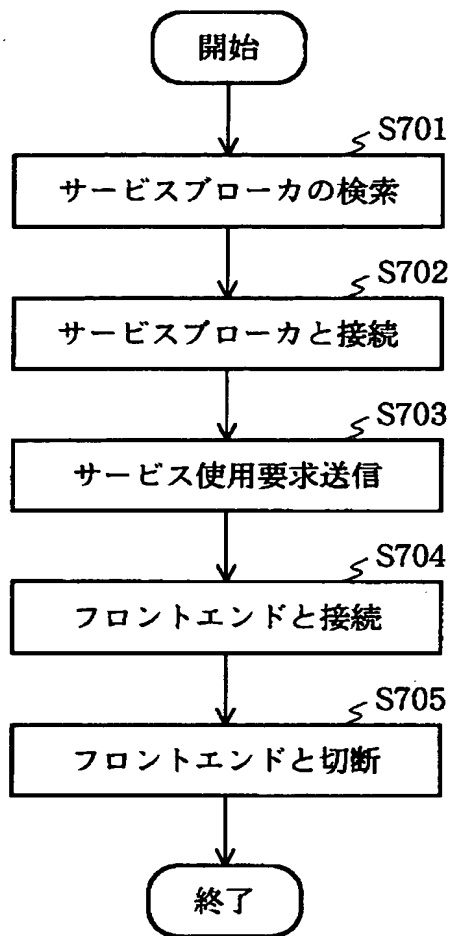 開始
S701
サービスブローカの検索
S702
サービスブローカと接続
S703
サービス使用要求送信
S704
フロントエンドと接続
S705
フロントエンドと切断
終了